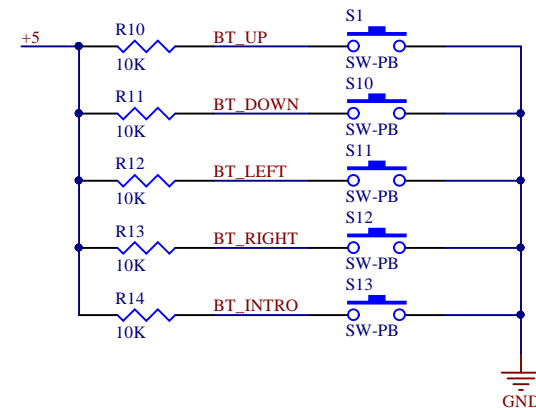 S1
R10
+5
BT_UP
10K
SW-PB
S10
R11
BT_DOWN
10K
SW-PB
S11
R12
BT_LEFT
10K
SW-PB
S12
R13
BT_RIGHT
10K
SW-PB
S13
R14
BT_INTRO
10K
SW-PB
GND